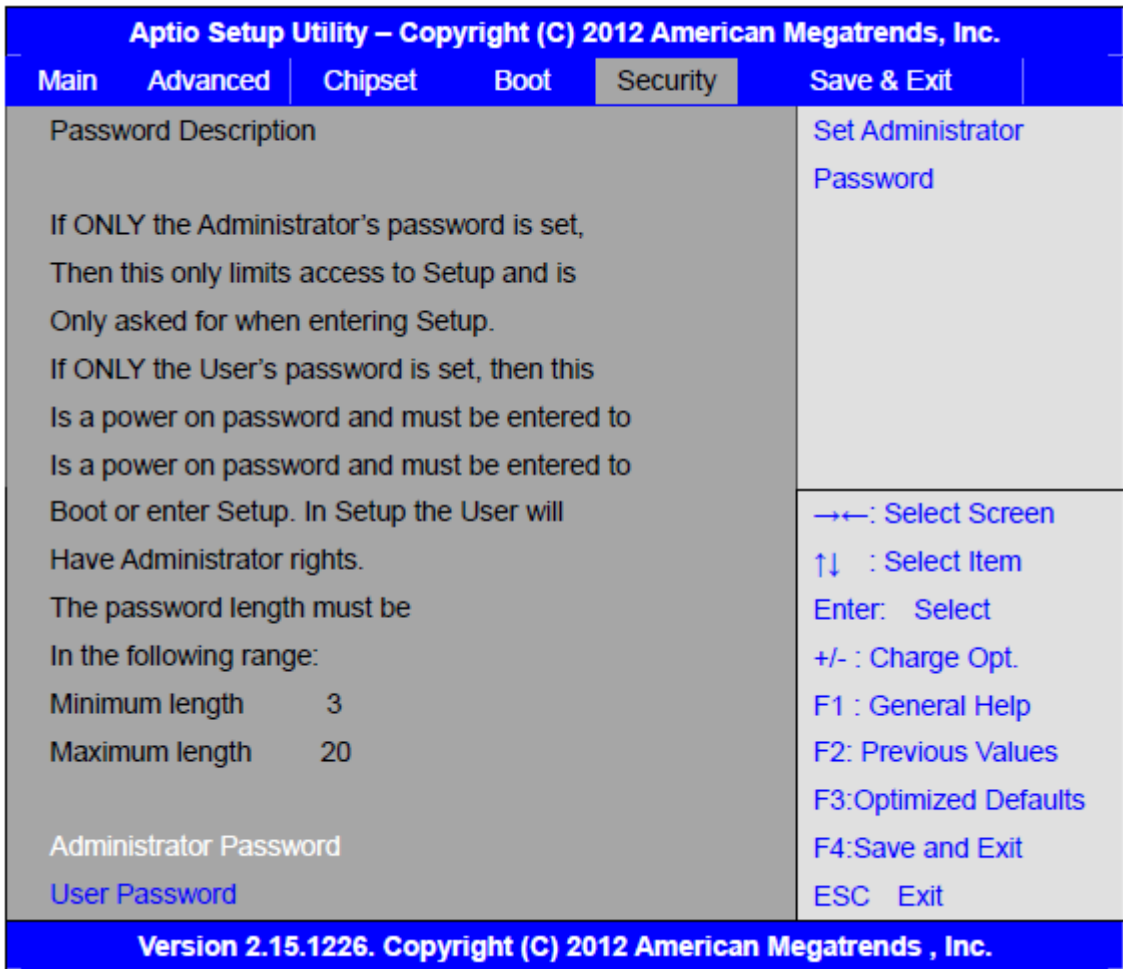 Aptio Setup Utility – Copyright (C) 2012 American Megatrends, Inc.
Main Advanced Chipset Boot Security Save & Exit
Password Description
If ONLY the Administrator’s password is set,
Then this only limits access to Setup and is
Only asked for when entering Setup.
If ONLY the User’s password is set, then this
Is a power on password and must be entered to
Is a power on password and must be entered to
Boot or enter Setup. In Setup the User will
Have Administrator rights.
The password length must be
In the following range:
Minimum length 3
Maximum length 20
Administrator Password
User Password
Set Administrator
Password
→←: Select Screen
↑↓ : Select Item
Enter: Select
+/- : Charge Opt.
F1 : General Help
F2: Previous Values
F3:Optimized Defaults
F4:Save and Exit
ESC Exit
Version 2.15.1226. Copyright (C) 2012 American Megatrends , Inc.